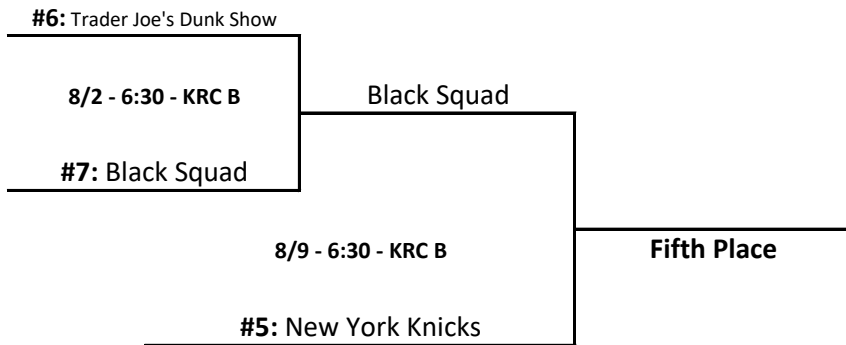 #6: Trader Joe's Dunk Show
8/2 - 6:30 - KRC B
Black Squad
#7: Black Squad
8/9 - 6:30 - KRC B
Fifth Place
#5: New York Knicks